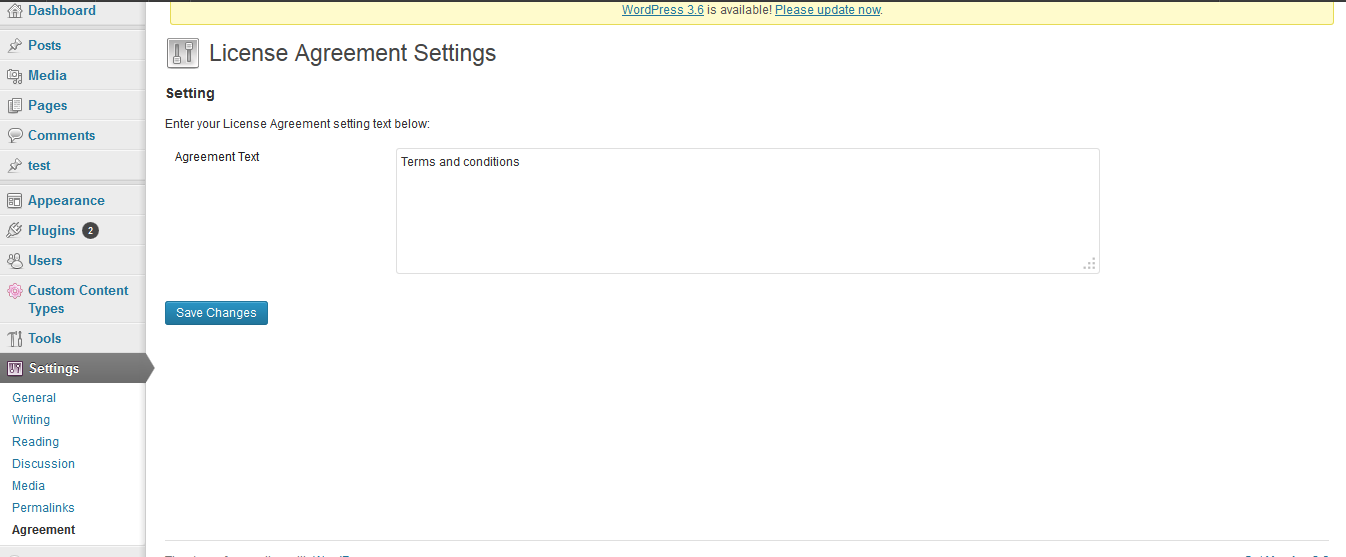 Dashboard
Posts
Media
Pages
Comments
test
Appearance
Plugins 2
Users
Custom Content
Types
Tools
Settings
General
Writing
Reading
Discussion
Media
Permalinks
Agreement
WordPress 3.6 is available! Please update now.
License Agreement Settings
Setting
Enter your License Agreement setting text below:
Agreement Text
Terms and conditions
Save Changes